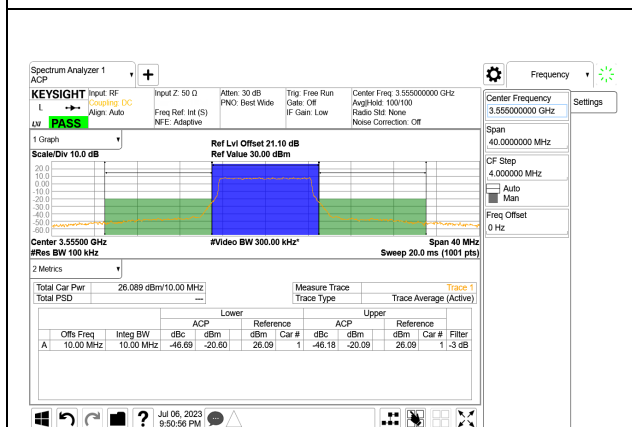 Spectrum Analyzer 1
ACP
+
Frequency
KEYSIGHT Input: RF Input Z: 50 Ω Atten: 30 dB Trig: Free Run Center Freq: 3.555000000 GHz
L Coupling: DC PNO: Best Wide Gate: Off Avg|Hold: 100/100
Align: Auto Freq Ref: Int (S) IF Gain: Low Radio Std: None
LVI PASS NFE: Adaptive Noise Correction: Off
Center Frequency
3.555000000 GHz
Settings
Span
40.0000000 MHz
CF Step
4.000000 MHz
Auto
Man
Freq Offset
0 Hz
1 Graph
Ref Lvl Offset 21.10 dB
Scale/Div 10.0 dB Ref Value 30.00 dBm
20.0
10.0
0.00
-10.0
-20.0
-30.0
-40.0
-50.0
-60.0
Center 3.55500 GHz #Video BW 300.00 kHz* Span 40 MHz
#Res BW 100 kHz Sweep 20.0 ms (1001 pts)
2 Metrics
Total Car Pwr 26.089 dBm/10.00 MHz Measure Trace Trace 1
Total PSD --- Trace Type Trace Average (Active)
Lower Upper
ACP Reference ACP Reference
Offs Freq Integ BW dBc dBm dBm Car # dBc dBm dBm Car # Filter
A 10.00 MHz 10.00 MHz -46.69 -20.60 26.09 1 -46.18 -20.09 26.09 1 -3 dB
? Jul 06, 2023
9:50:56 PM